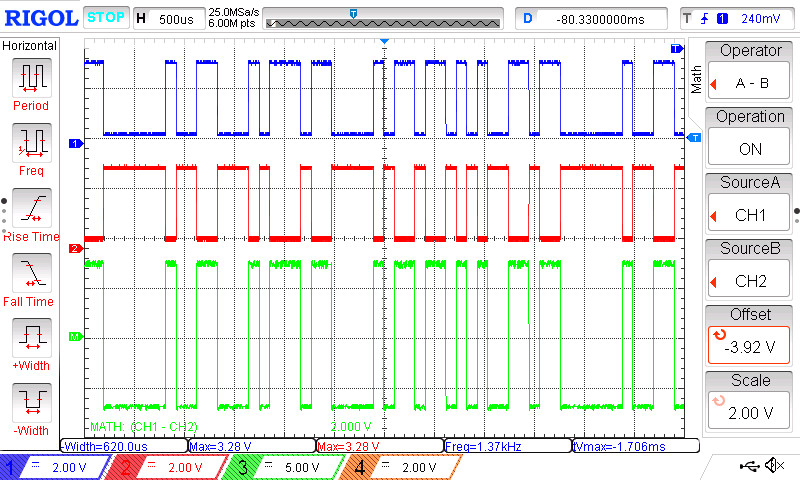 RIGOL STOP H 500us 25.0MSa/s D -80.3300000ms T 1 240mV
6.00M pts
Horizontal
Period
Freq
Rise Time
Fall Time
+Width
-Width
T
1
T
2
M
MATH: (CH1 - CH2) 2.000 V
-Width=620.0us Max=3.28 V Max=3.28 V Freq=1.37kHz tVmax=-1.706ms
1 2.00 V 2 2.00 V 3 5.00 V 4 2.00 V
Math
Operator
A - B
Operation
ON
SourceA
CH1
SourceB
CH2
Offset
-3.92 V
Scale
2.00 V